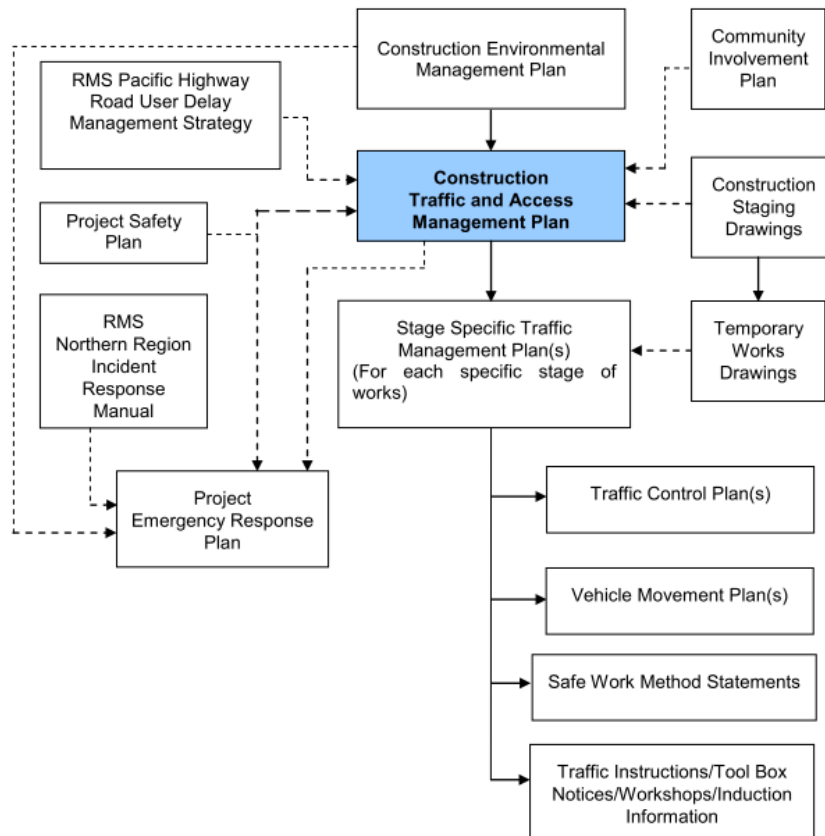 Construction Environmental
Management Plan
Community
Involvement
Plan
RMS Pacific Highway
Road User Delay
Management Strategy
Construction
Traffic and Access
Management Plan
Construction
Staging
Drawings
Project Safety
Plan
RMS
Northern Region
Incident
Response
Manual
Stage Specific Traffic
Management Plan(s)
(For each specific stage of
works)
Temporary
Works
Drawings
Project
Emergency Response
Plan
Traffic Control Plan(s)
Vehicle Movement Plan(s)
Safe Work Method Statements
Traffic Instructions/Tool Box
Notices/Workshops/Induction
Information